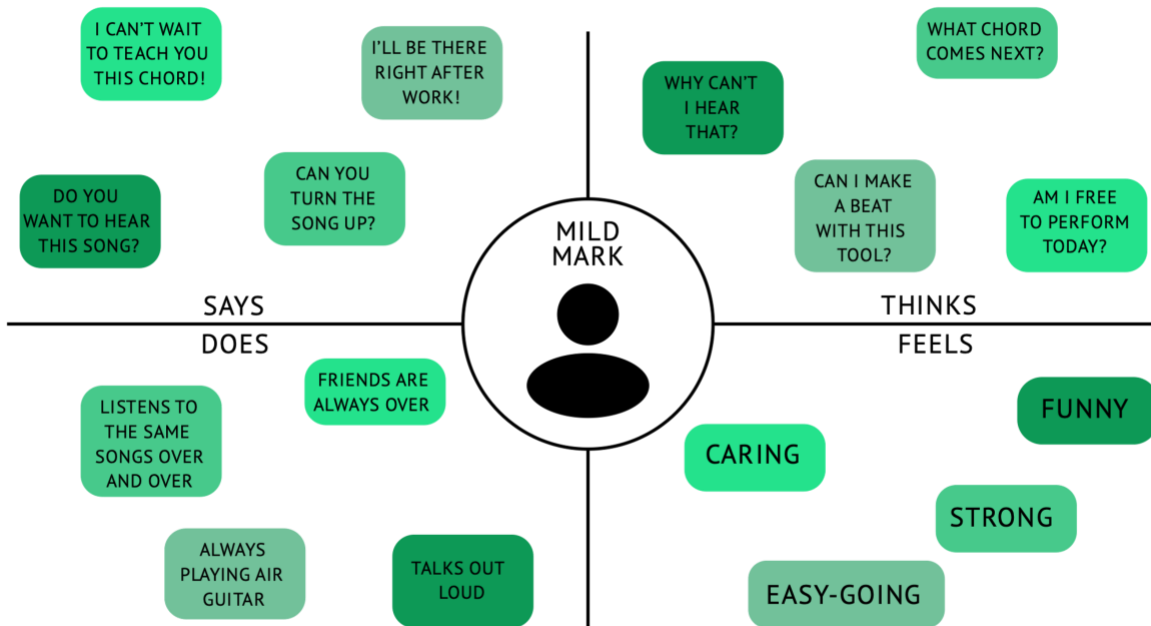 I CAN'T WAIT
TO TEACH YOU
THIS CHORD!
I'LL BE THERE
RIGHT AFTER
WORK!
DO YOU
WANT TO HEAR
THIS SONG?
CAN YOU
TURN THE
SONG UP?
SAYS
WHAT CHORD
COMES NEXT?
WHY CAN'T
I HEAR
THAT?
CAN I MAKE
A BEAT
WITH THIS
TOOL?
AM I FREE
TO PERFORM
TODAY?
THINKS
MILD
MARK
DOES
FRIENDS ARE
ALWAYS OVER
LISTENS TO
THE SAME
SONGS OVER
AND OVER
ALWAYS
PLAYING AIR
GUITAR
TALKS OUT
LOUD
FEELS
FUNNY
CARING
STRONG
EASY-GOING